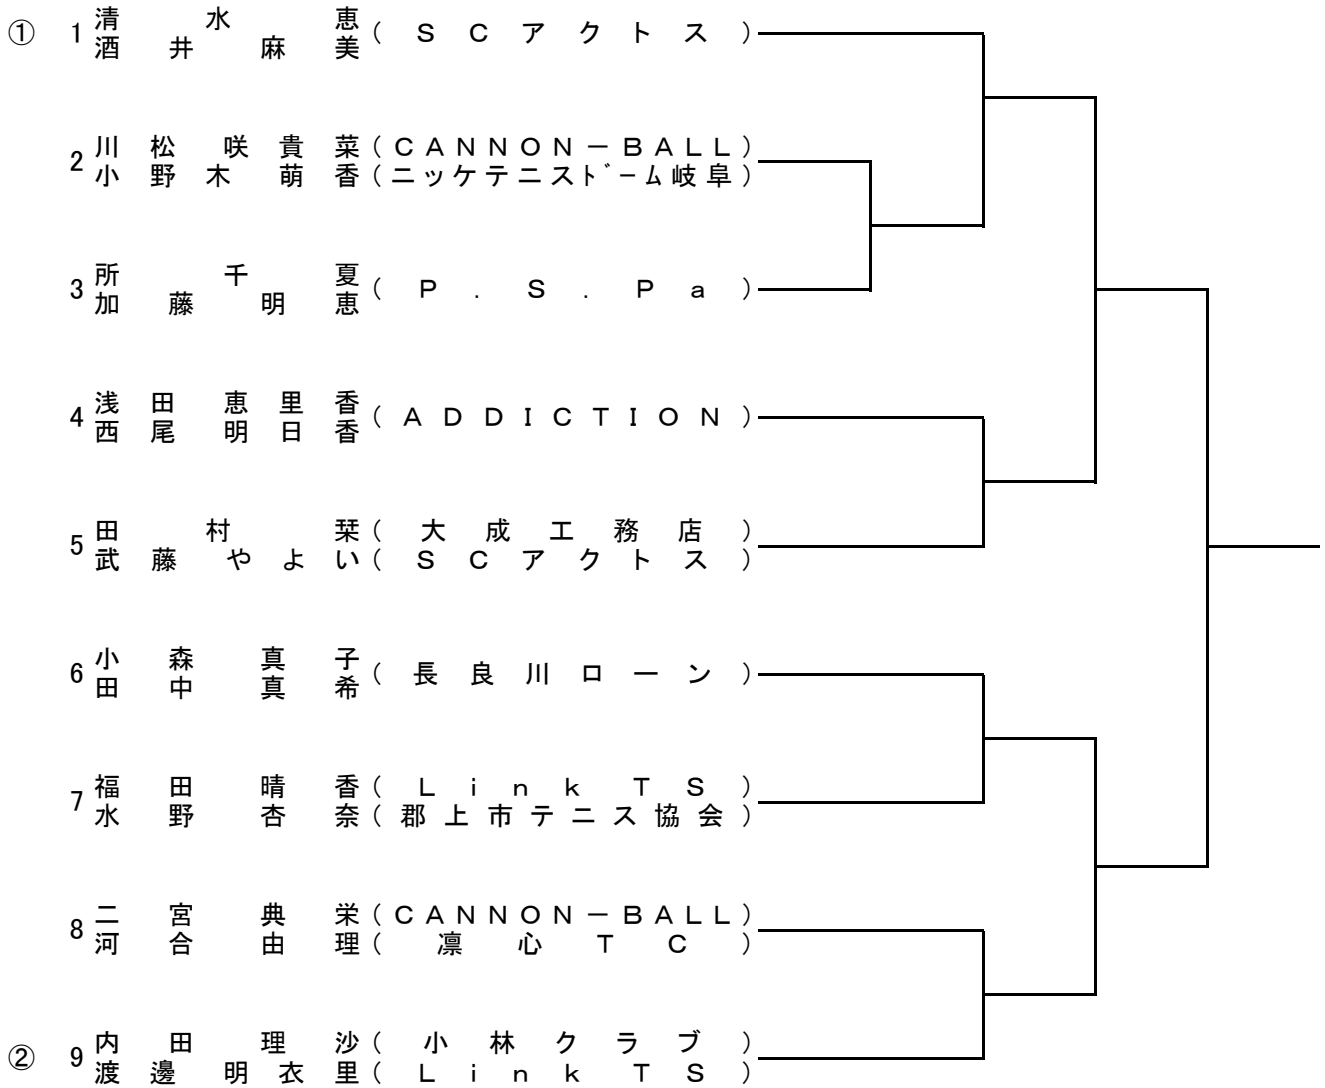 ① 1 清水恵 (SCアクトス)
酒井麻美
2 川松咲貴菜 (CANNON－BALL)
小野木萌香 (ニッケテニスドーム岐阜)
3 所千夏 (P.S.Pa)
加藤明恵
4 浅田恵里香 (ADDICTION)
西尾明日香
5 田村栞 (大成工務店)
武藤やよい (SCアクトス)
6 小森真子 (長良川ローン)
田中真希
7 福田晴香 (LinkTS)
水野杏奈 (郡上市テニス協会)
8 二宮典栄 (CANNON－BALL)
河合由理 (凛心TC)
② 9 内田理沙 (小林クラブ)
渡邊明衣里 (LinkTS)